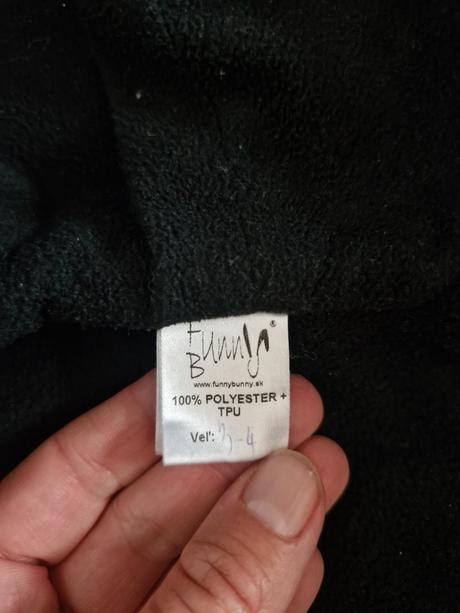 Funny ®
Bunny
www.funnybunny.sk
100% POLYESTER +
TPU
Veľ: 3-4